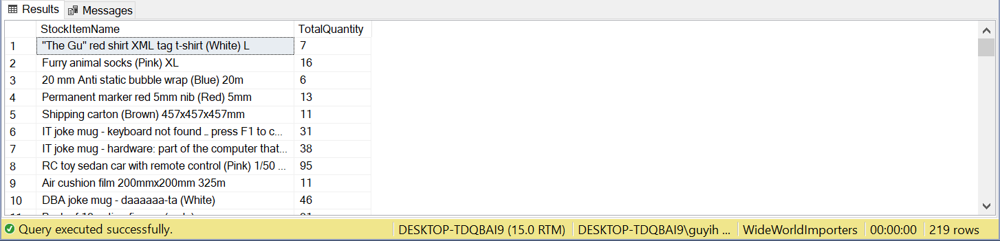 Results Messages
StockItemName TotalQuantity
1 "The Gu" red shirt XML tag t-shirt (White) L 7
2 Furry animal socks (Pink) XL 16
3 20 mm Anti static bubble wrap (Blue) 20m 6
4 Permanent marker red 5mm nib (Red) 5mm 13
5 Shipping carton (Brown) 457x457x457mm 11
6 IT joke mug - keyboard not found … press F1 to c... 31
7 IT joke mug - hardware: part of the computer that... 38
8 RC toy sedan car with remote control (Pink) 1/50 ... 95
9 Air cushion film 200mmx200mm 325m 11
10 DBA joke mug - daaaaaa-ta (White) 46
Query executed successfully. DESKTOP-TDQBAI9 (15.0 RTM) DESKTOP-TDQBAI9\guyih ... WideWorldImporters 00:00:00 219 rows